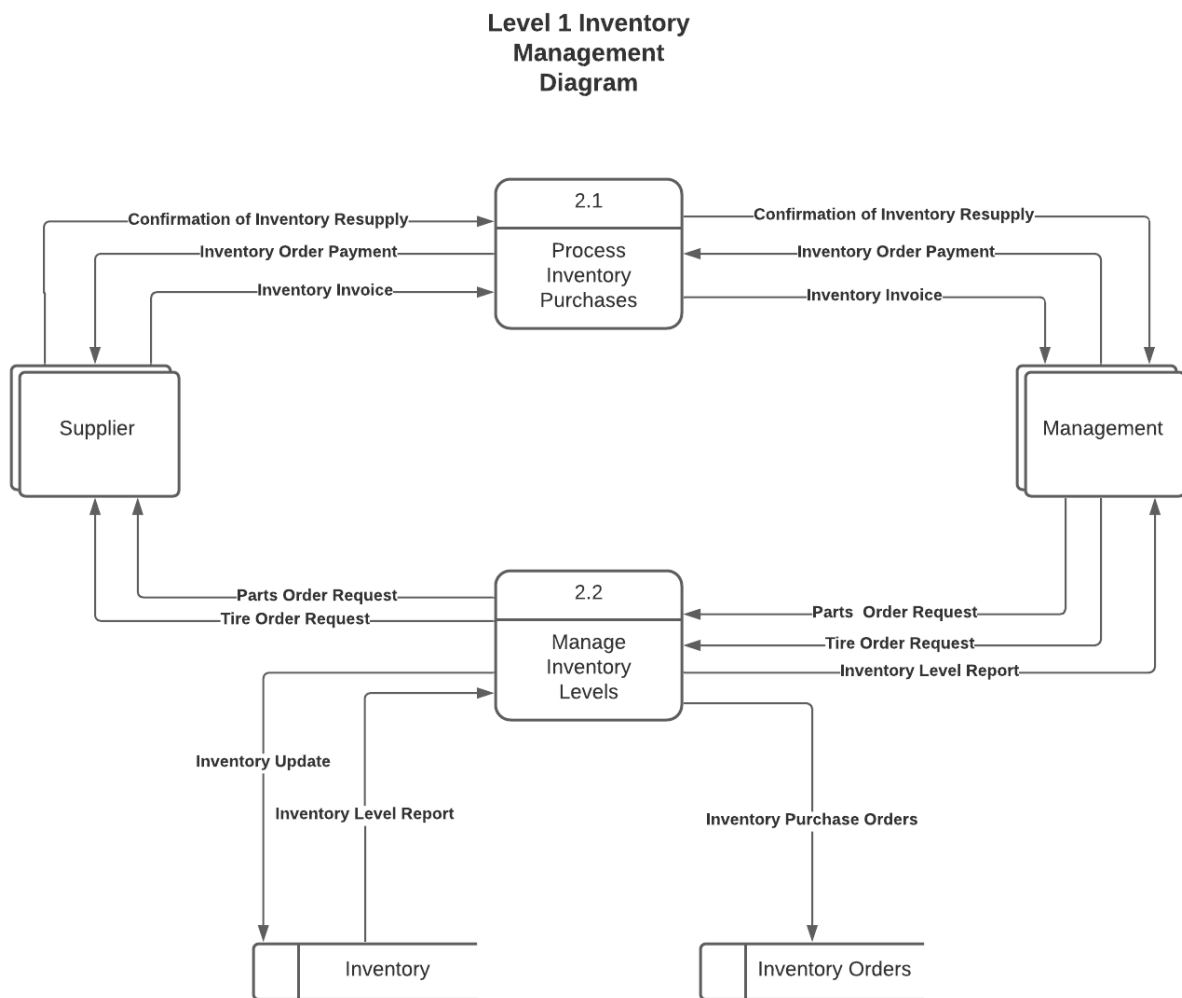 Level 1 Inventory
Management
Diagram
2.1
Process
Inventory
Purchases
Confirmation of Inventory Resupply
Inventory Order Payment
Inventory Invoice
Confirmation of Inventory Resupply
Inventory Order Payment
Inventory Invoice
Supplier
Management
2.2
Manage
Inventory
Levels
Parts Order Request
Tire Order Request
Parts  Order Request
Tire Order Request
Inventory Level Report
Inventory Update
Inventory Level Report
Inventory Purchase Orders
Inventory
Inventory Orders